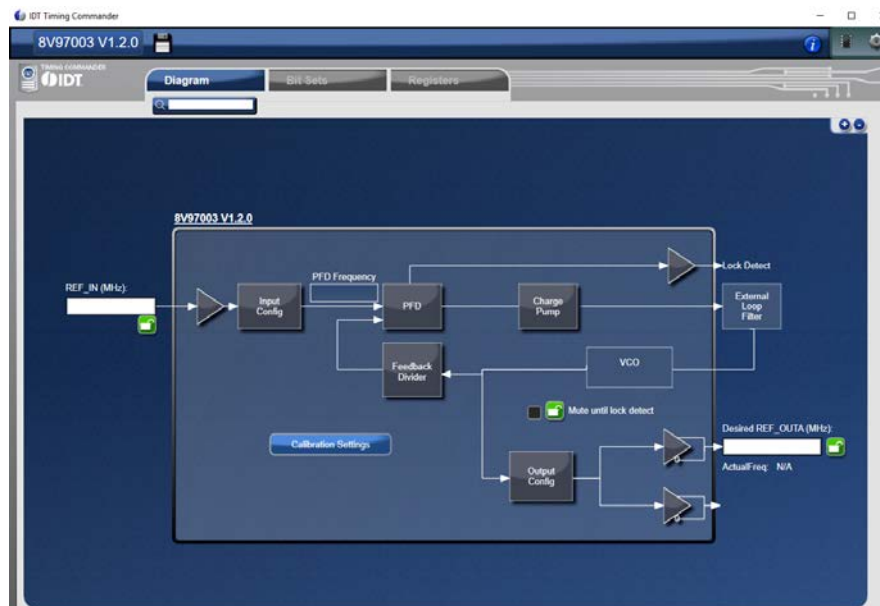 IDT Timing Commander
8V97003 V1.2.0
TIMING COMMANDER
IDT
Diagram
Bit Sets
Registers
8V97003 V1.2.0
PFD Frequency
Lock Detect
REF_IN (MHz):
Input
Config
PFD
Charge
Pump
External
Loop
Filter
Feedback
Divider
VCO
Mute until lock detect
Calibration Settings
Desired REF_OUTA (MHz):
Output
Config
ActualFreq: N/A